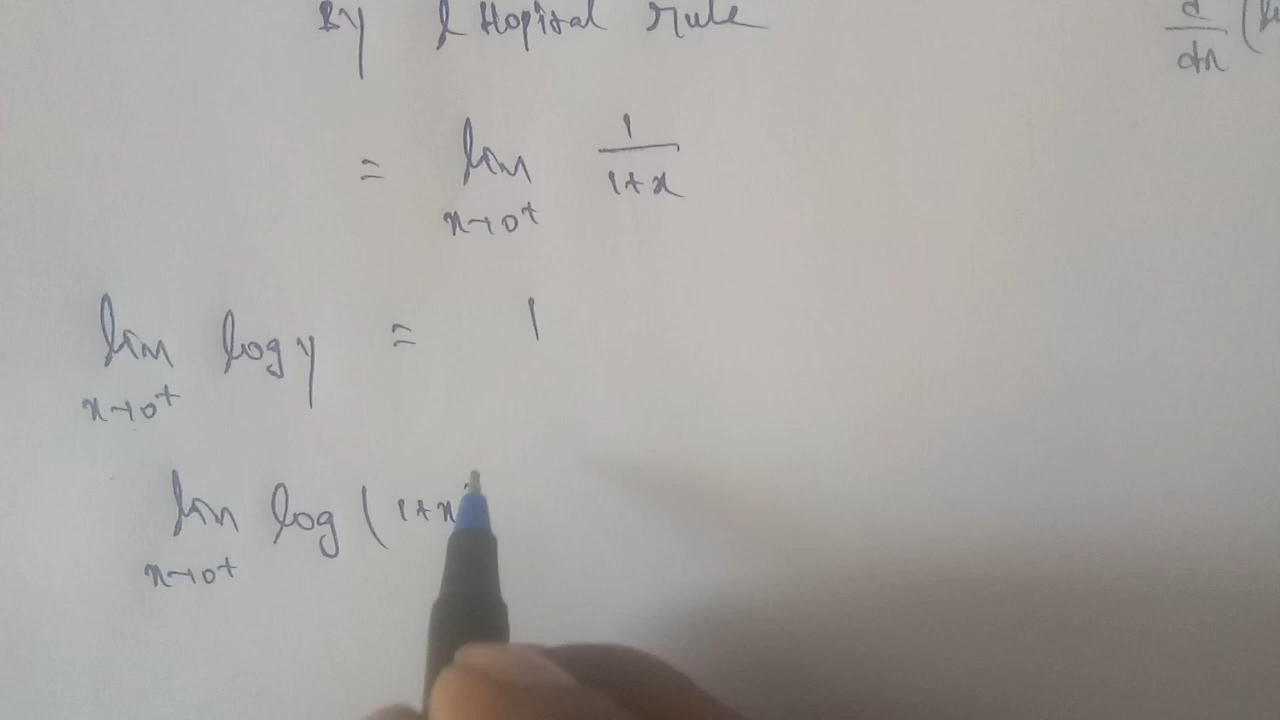 By l Hopital rule
d
dx (
= lim 1
x→0+ 1+x
lim log y = 1
x→0+
lim log (1+x
x→0+